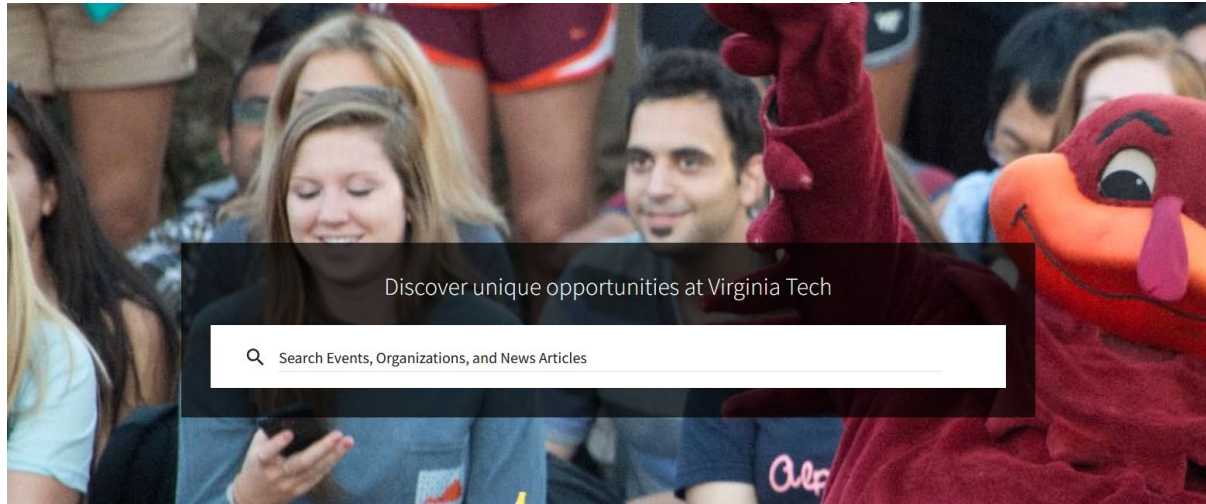 Discover unique opportunities at Virginia Tech
Search Events, Organizations, and News Articles